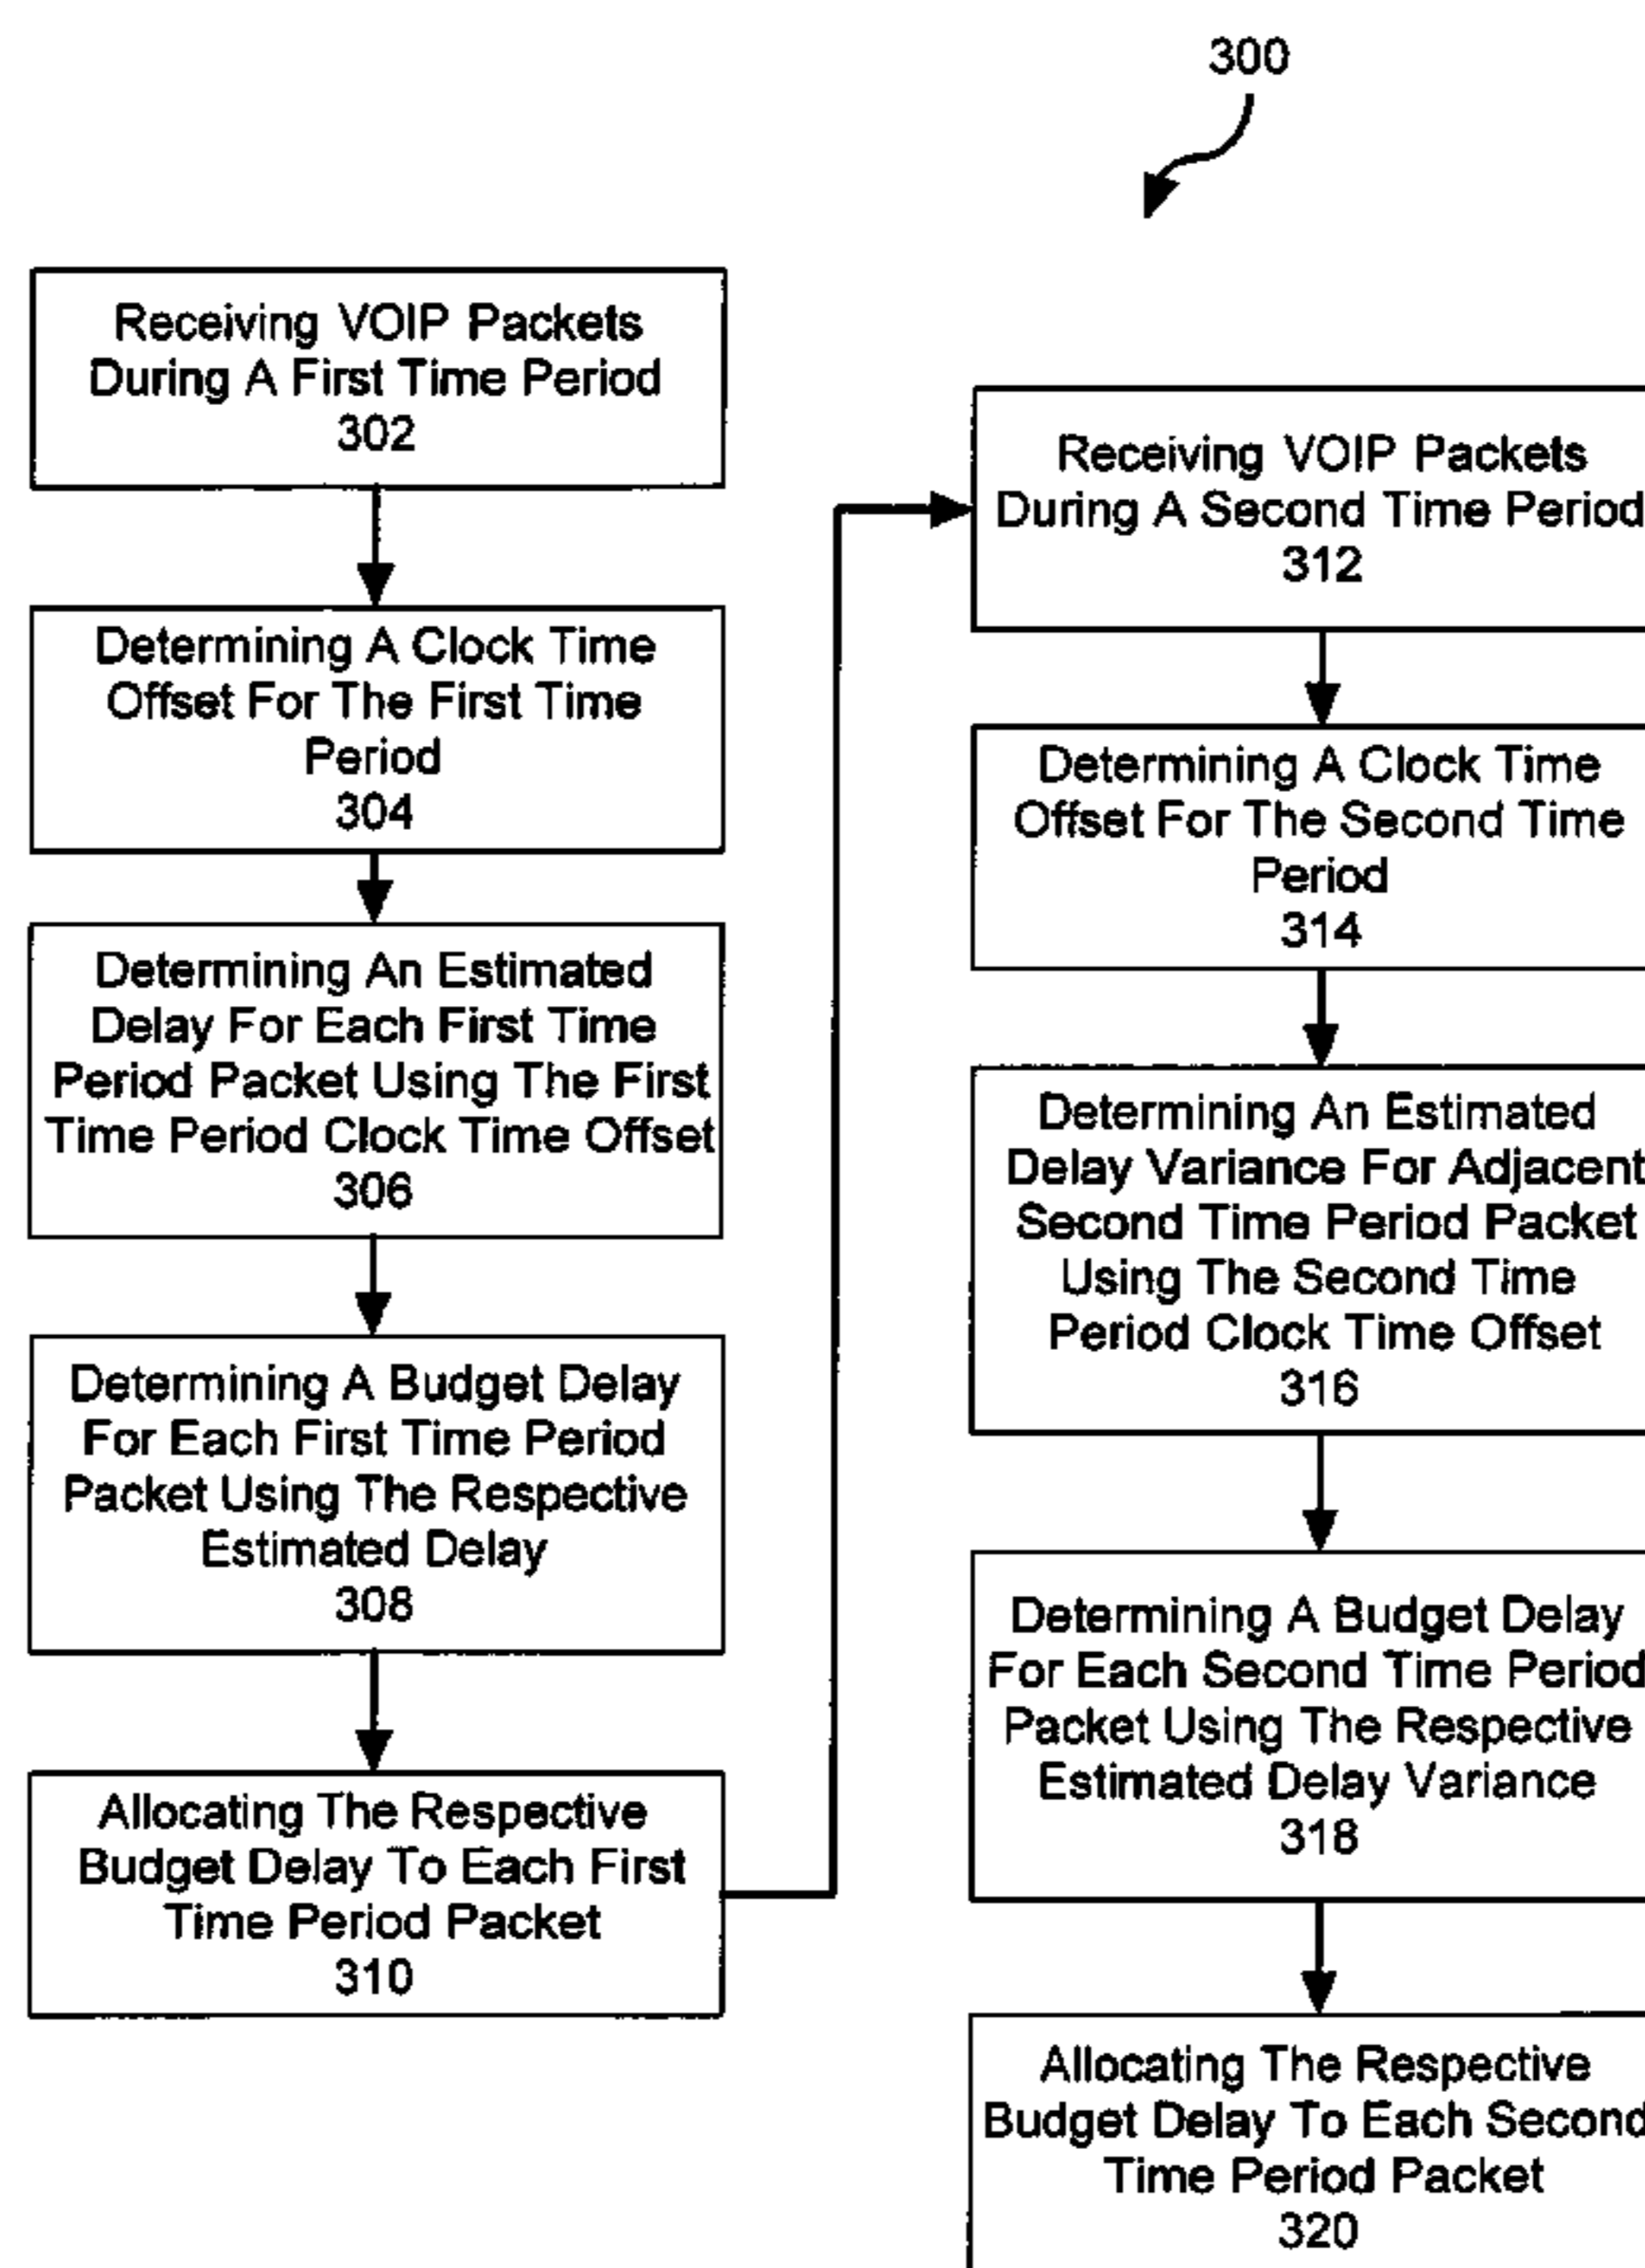 300
Receiving VOIP Packets
During A First Time Period
302
Determining A Clock Time
Offset For The First Time
Period
304
Determining An Estimated
Delay For Each First Time
Period Packet Using The First
Time Period Clock Time Offset
306
Determining A Budget Delay
For Each First Time Period
Packet Using The Respective
Estimated Delay
308
Allocating The Respective
Budget Delay To Each First
Time Period Packet
310
Receiving VOIP Packets
During A Second Time Period
312
Determining A Clock Time
Offset For The Second Time
Period
314
Determining An Estimated
Delay Variance For Adjacent
Second Time Period Packet
Using The Second Time
Period Clock Time Offset
316
Determining A Budget Delay
For Each Second Time Period
Packet Using The Respective
Estimated Delay Variance
318
Allocating The Respective
Budget Delay To Each Second
Time Period Packet
320